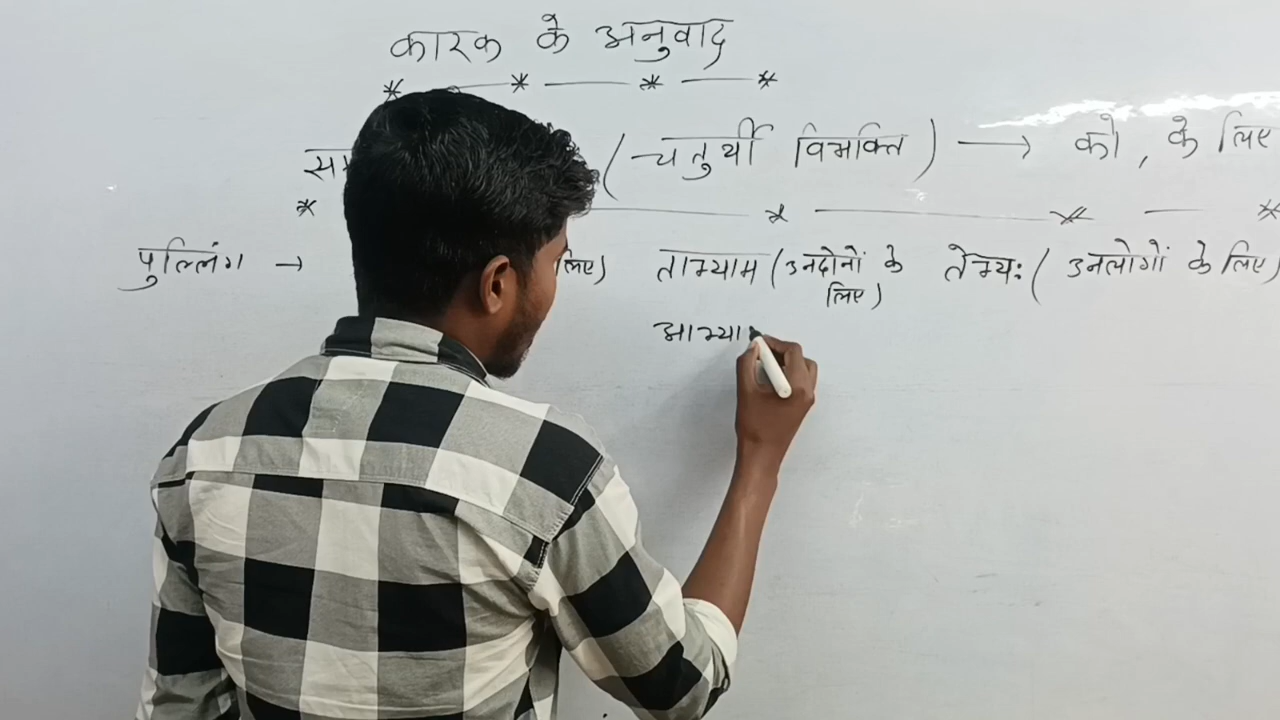 कारक के अनुवाद
(चतुर्थी विभक्ति) → को, के लिए
पुल्लिंग → लिए) ताभ्याम (उनदोनों के लिए) तेभ्यः (उनलोगों के लिए)
आभ्या